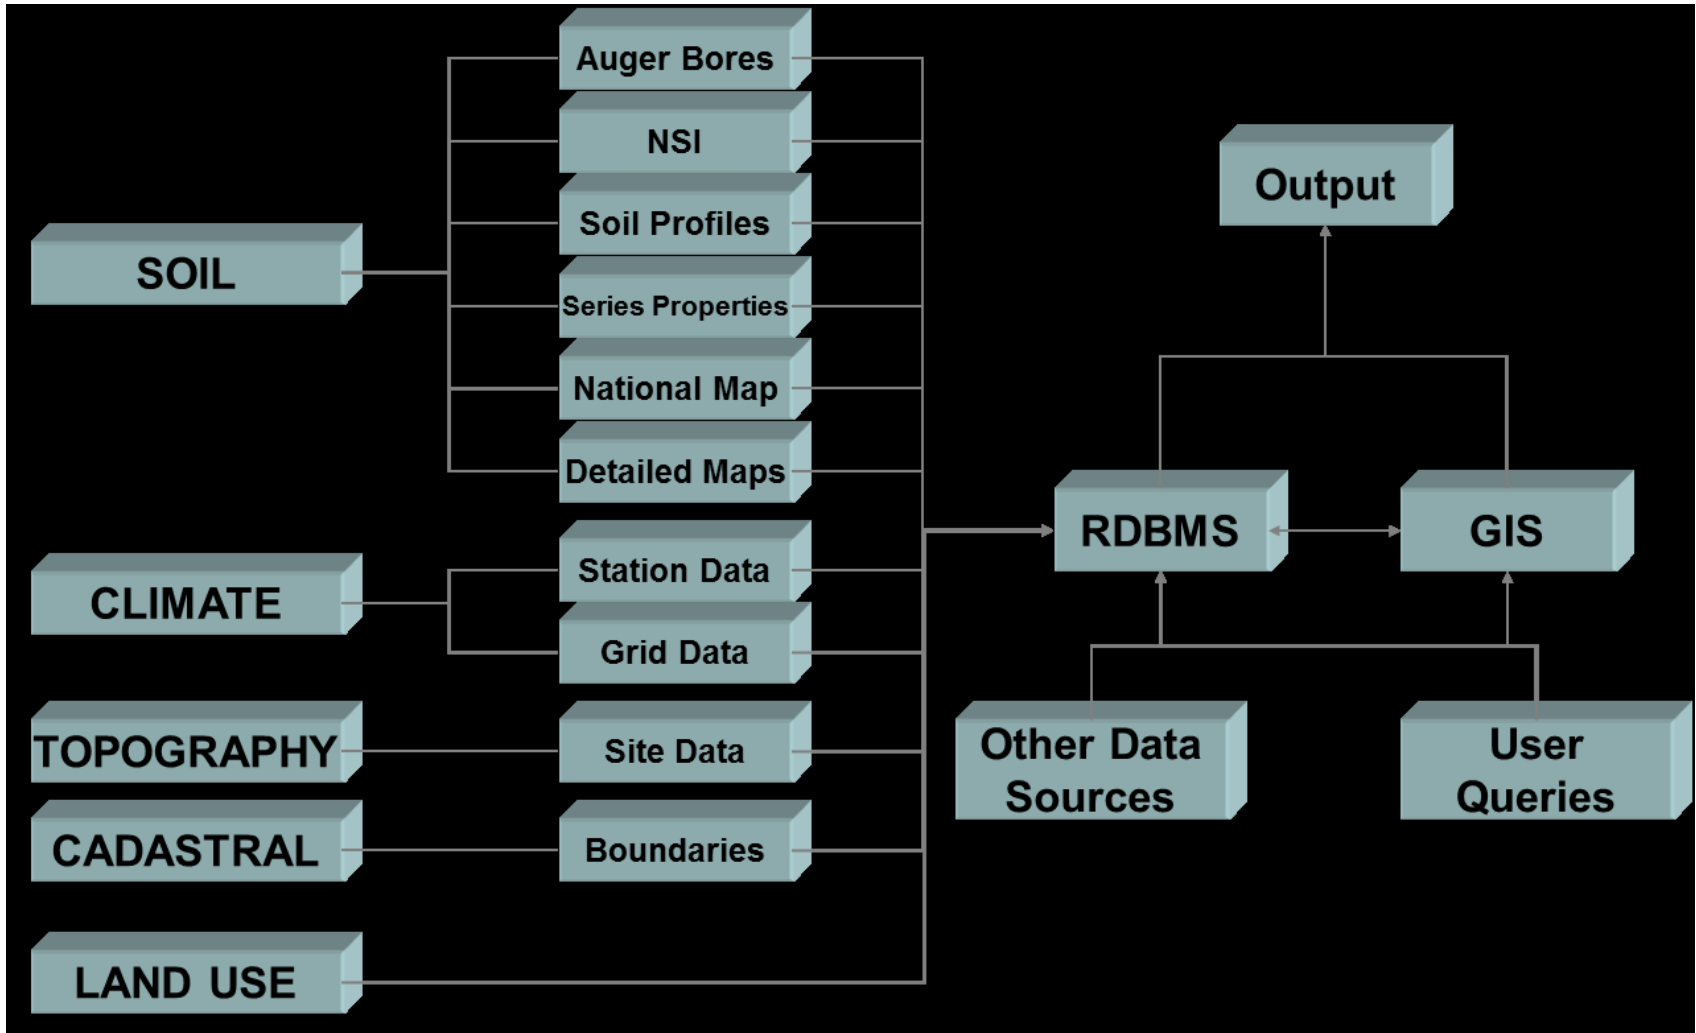 Auger Bores
NSI
Soil Profiles
Series Properties
National Map
Detailed Maps
Station Data
Grid Data
Site Data
Boundaries
SOIL
CLIMATE
TOPOGRAPHY
CADASTRAL
LAND USE
Output
RDBMS
GIS
Other Data
Sources
User
Queries